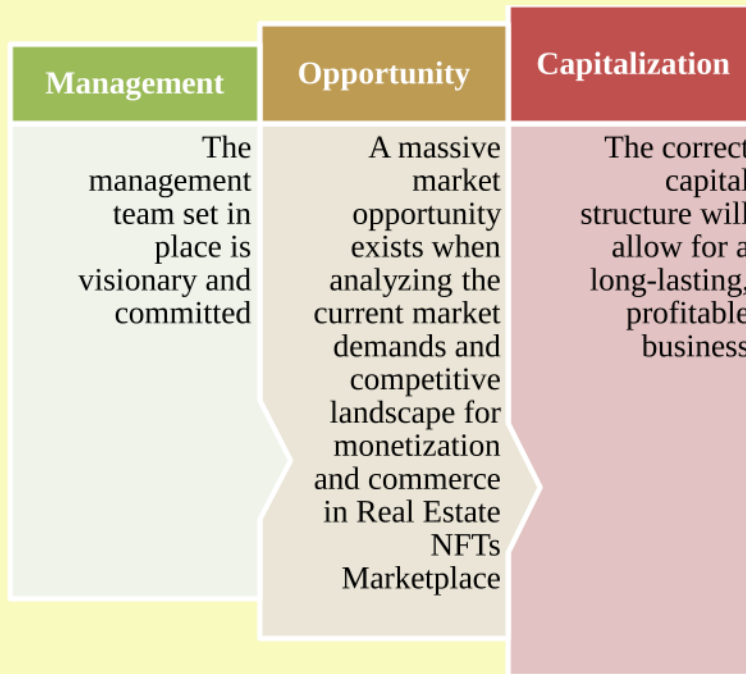 Management
The
management
team set in
place is
visionary and
committed
Opportunity
A massive
market
opportunity
exists when
analyzing the
current market
demands and
competitive
landscape for
monetization
and commerce
in Real Estate
NFTs
Marketplace
Capitalization
The correct
capital
structure will
allow for a
long-lasting,
profitable
business